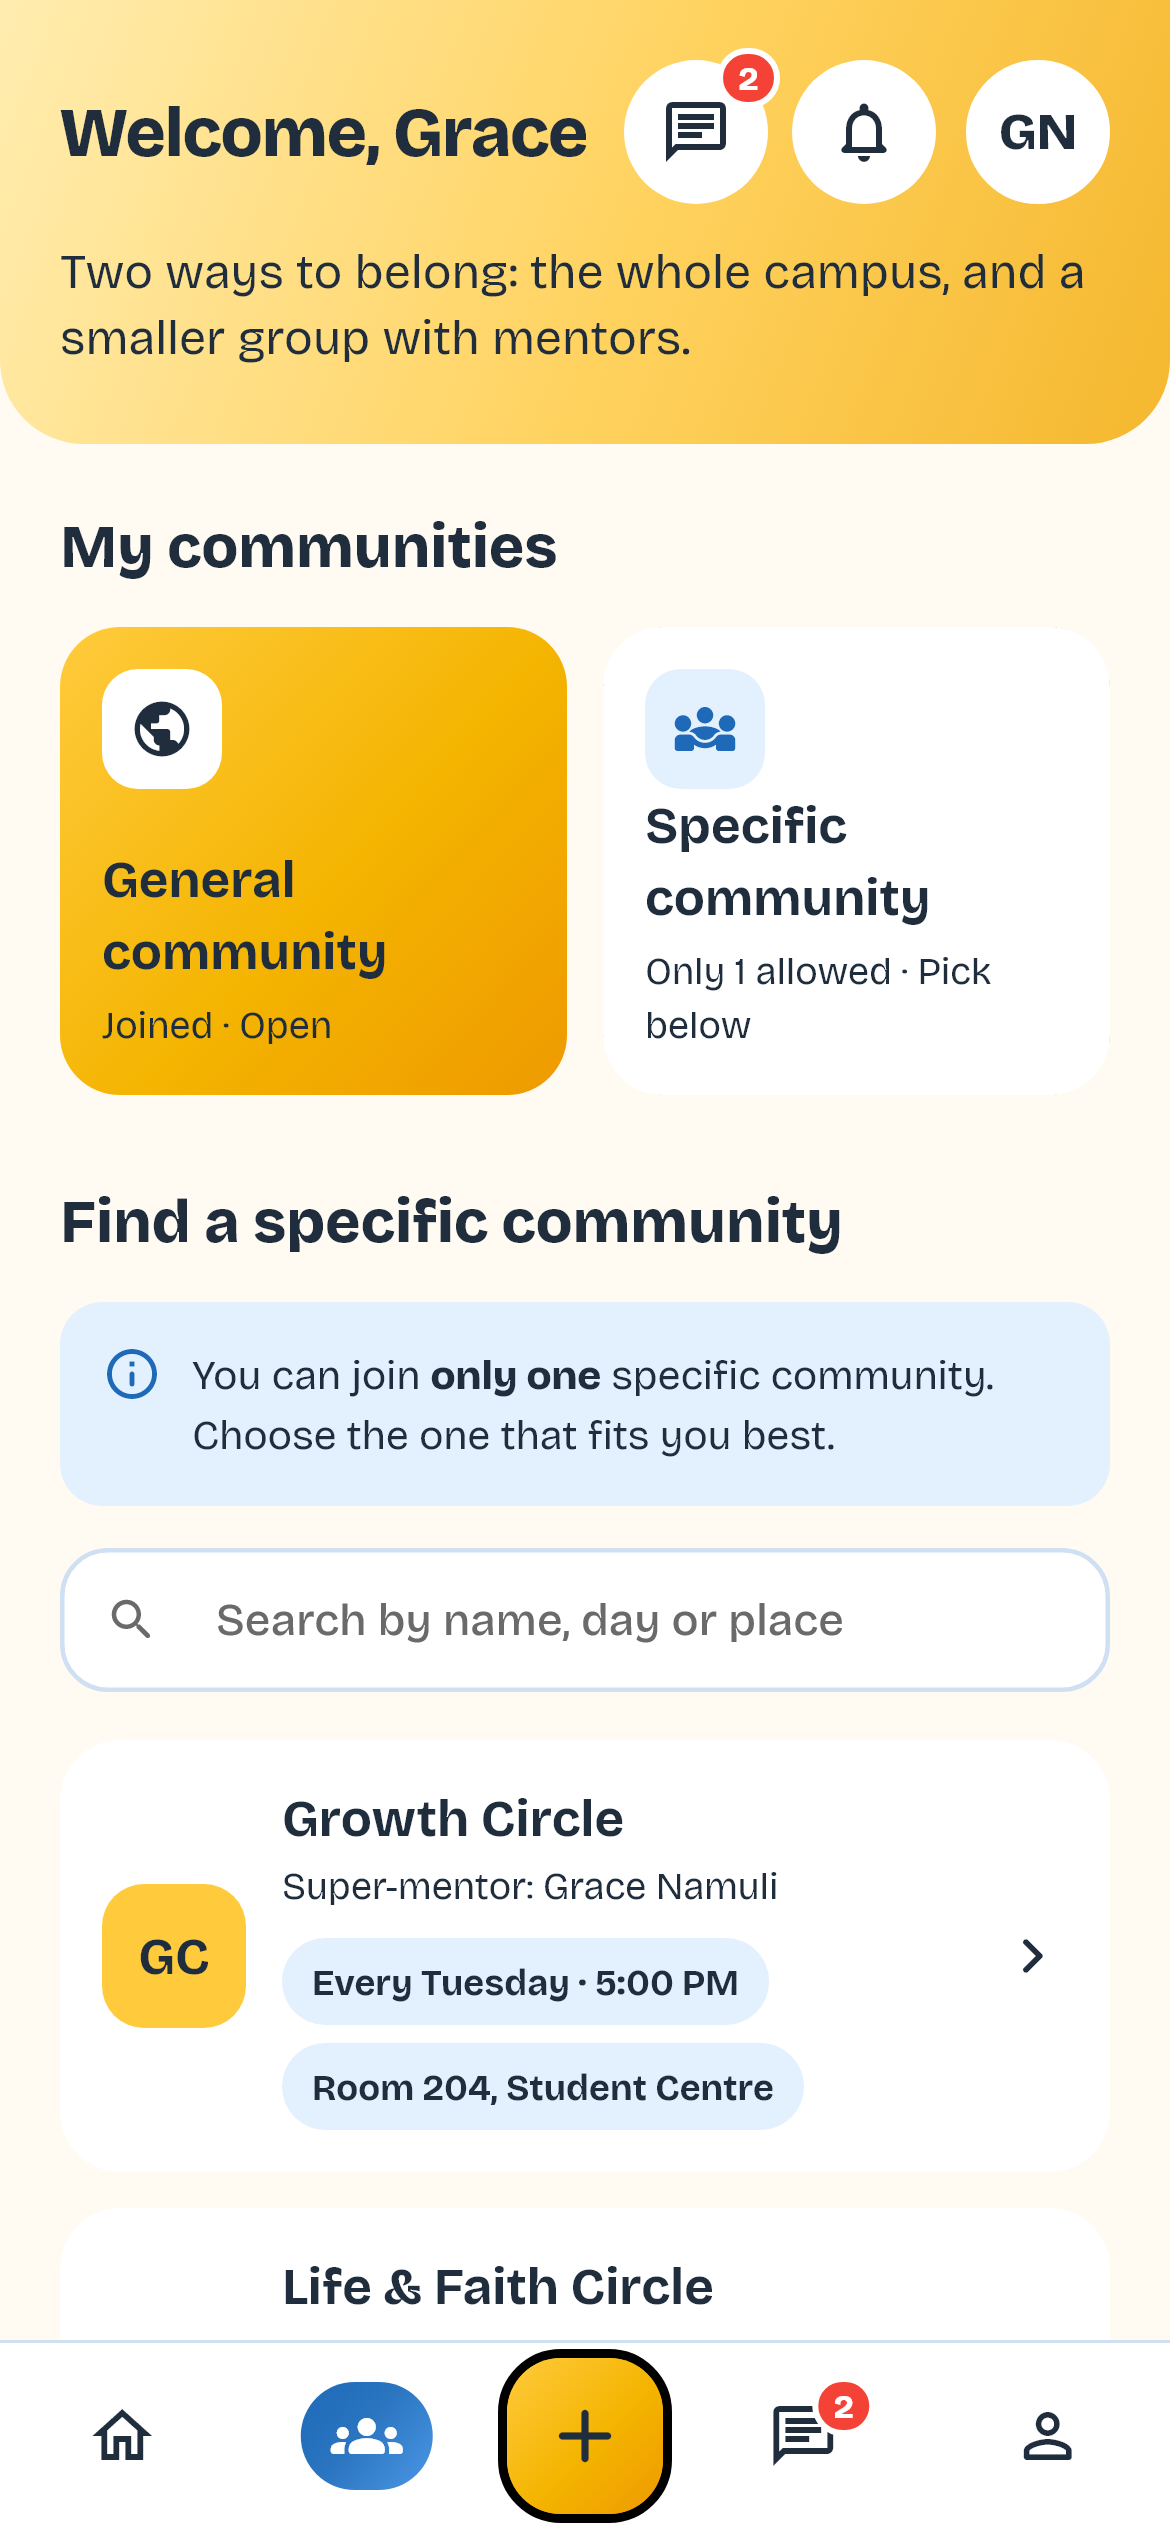 Welcome, Grace
2
GN
Two ways to belong: the whole campus, and a
smaller group with mentors.
My communities
General
community
Joined · Open
Specific
community
Only 1 allowed · Pick
below
Find a specific community
You can join only one specific community.
Choose the one that fits you best.
Search by name, day or place
GC
Growth Circle
Super-mentor: Grace Namuli
Every Tuesday · 5:00 PM
Room 204, Student Centre
Life & Faith Circle
2